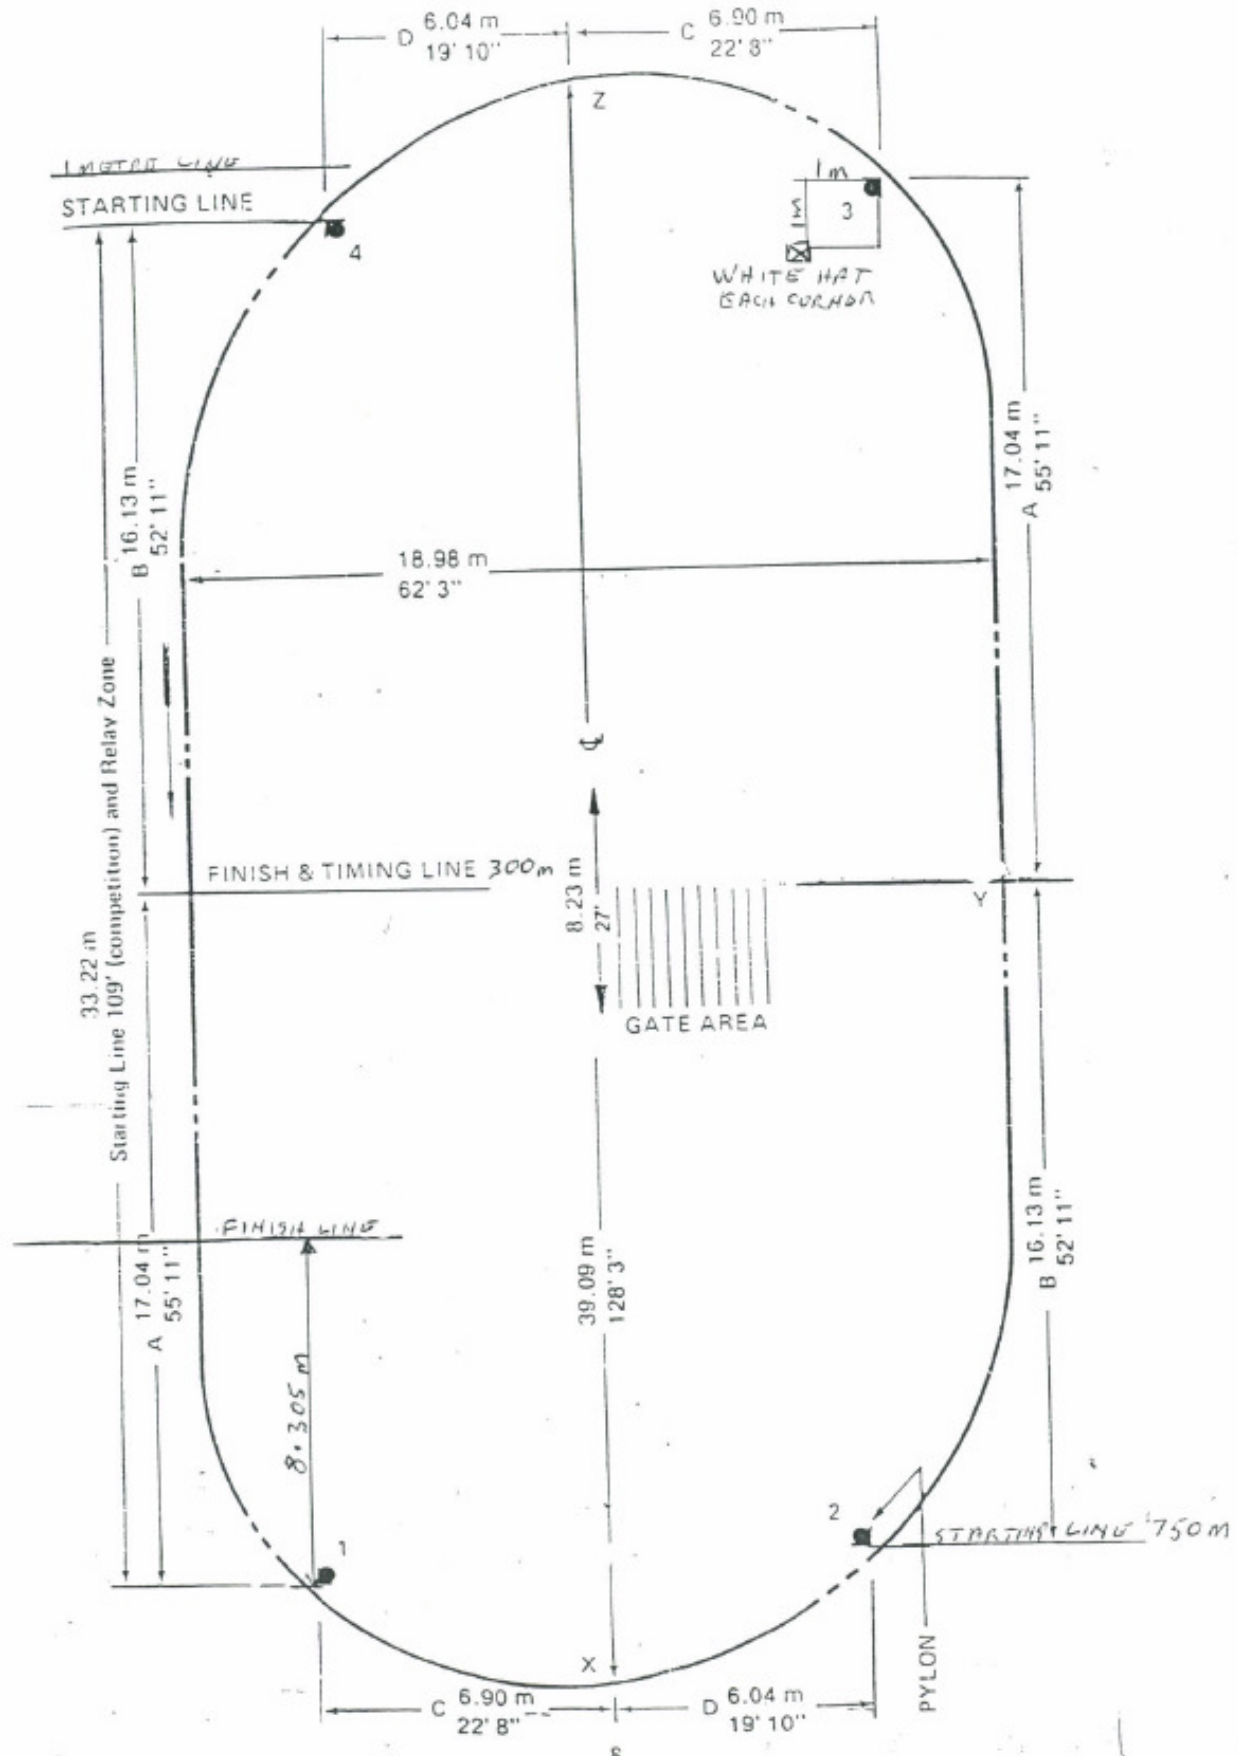 D 6.04 m
19' 10"
C 6.90 m
22' 8"
Z
1 METRE LINE
STARTING LINE
4
1m
1M
3
WHITE HAT
EACH CORNOR
B 16.13 m
52' 11"
A 17.04 m
55' 11"
18.98 m
62' 3"
33.22 m
Starting Line 109' (competition) and Relay Zone
℄
FINISH & TIMING LINE 300m
8.23 m
27'
Y
GATE AREA
FINISH LINE
A 17.04 m
55' 11"
8.305 m
39.09 m
128' 3"
B 16.13 m
52' 11"
1
2
STARTING LINE 750 M
X
PYLON
C 6.90 m
22' 8"
D 6.04 m
19' 10"